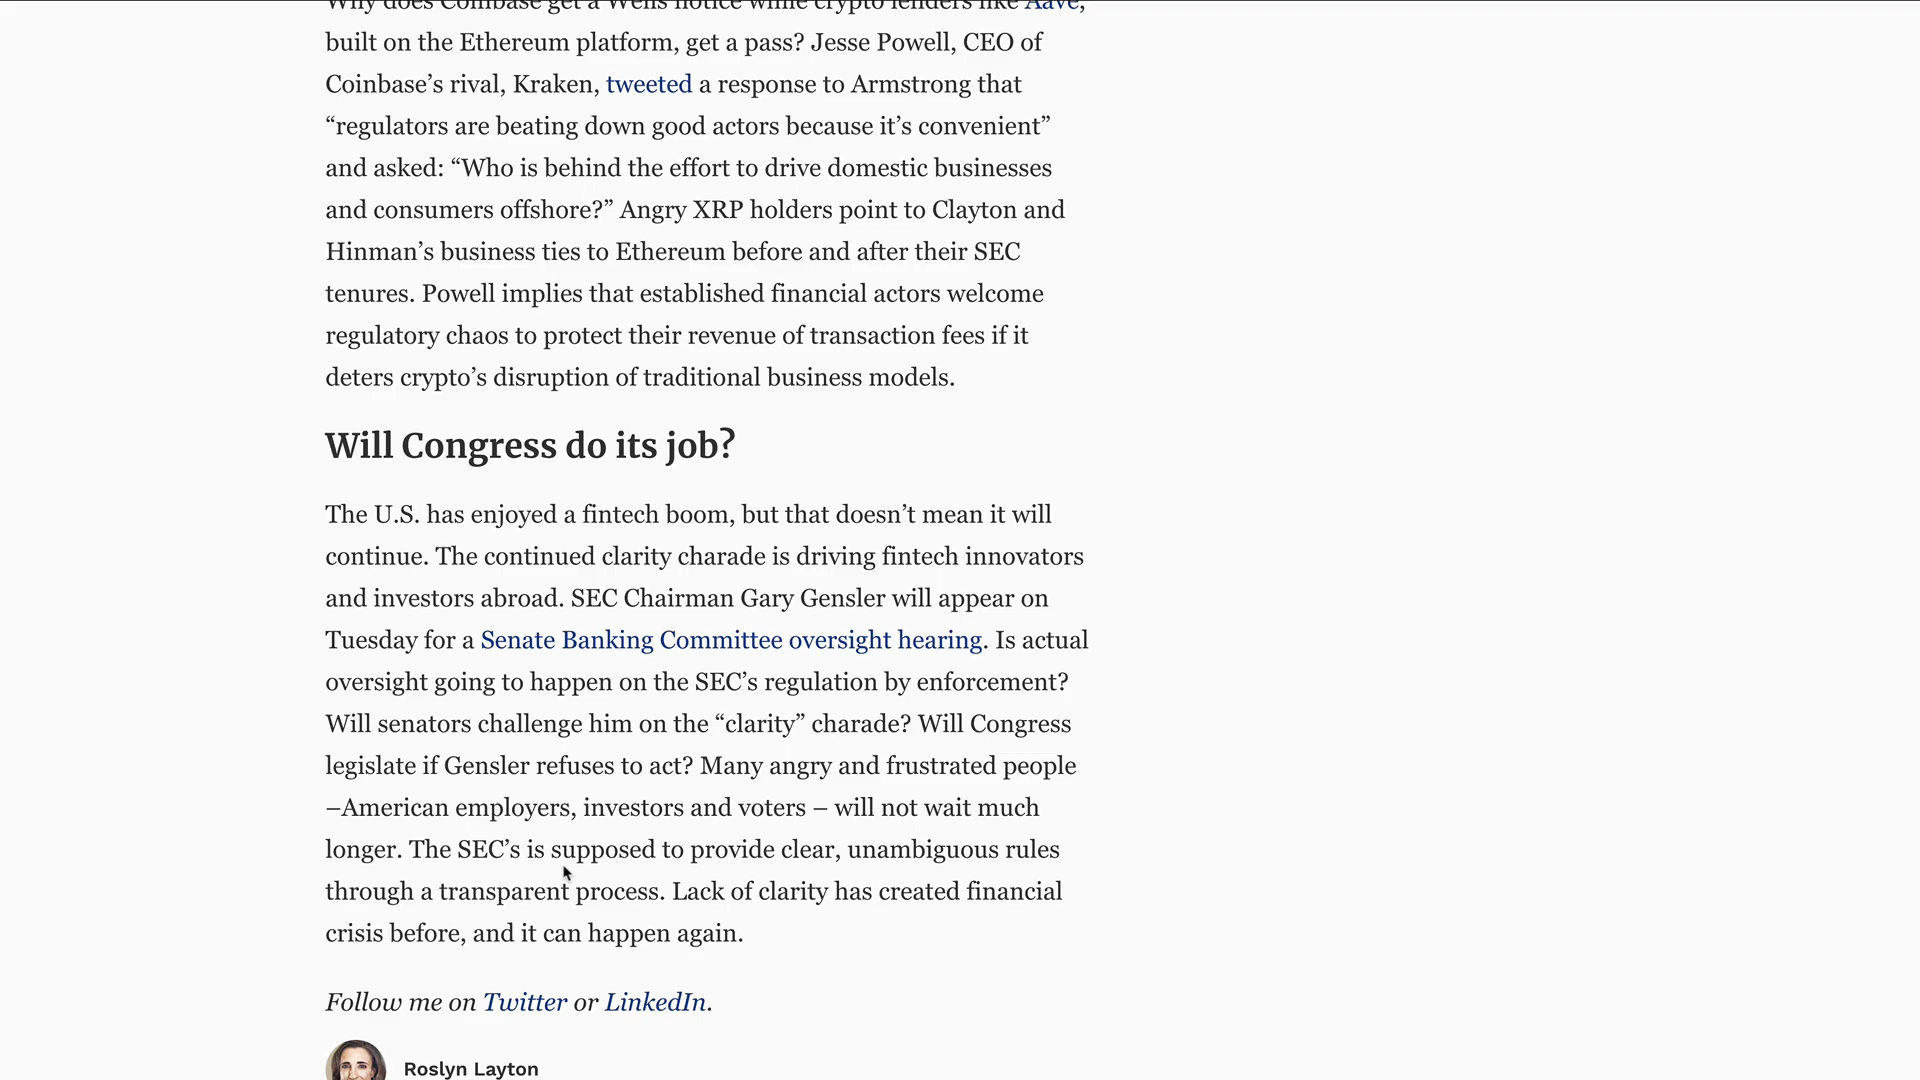 Why does Coinbase get a Wells notice while crypto lenders like Aave,
built on the Ethereum platform, get a pass? Jesse Powell, CEO of
Coinbase’s rival, Kraken, tweeted a response to Armstrong that
“regulators are beating down good actors because it’s convenient”
and asked: “Who is behind the effort to drive domestic businesses
and consumers offshore?” Angry XRP holders point to Clayton and
Hinman’s business ties to Ethereum before and after their SEC
tenures. Powell implies that established financial actors welcome
regulatory chaos to protect their revenue of transaction fees if it
deters crypto’s disruption of traditional business models.
Will Congress do its job?
The U.S. has enjoyed a fintech boom, but that doesn’t mean it will
continue. The continued clarity charade is driving fintech innovators
and investors abroad. SEC Chairman Gary Gensler will appear on
Tuesday for a Senate Banking Committee oversight hearing. Is actual
oversight going to happen on the SEC’s regulation by enforcement?
Will senators challenge him on the “clarity” charade? Will Congress
legislate if Gensler refuses to act? Many angry and frustrated people
–American employers, investors and voters – will not wait much
longer. The SEC’s is supposed to provide clear, unambiguous rules
through a transparent process. Lack of clarity has created financial
crisis before, and it can happen again.
Follow me on Twitter or LinkedIn.
Roslyn Layton